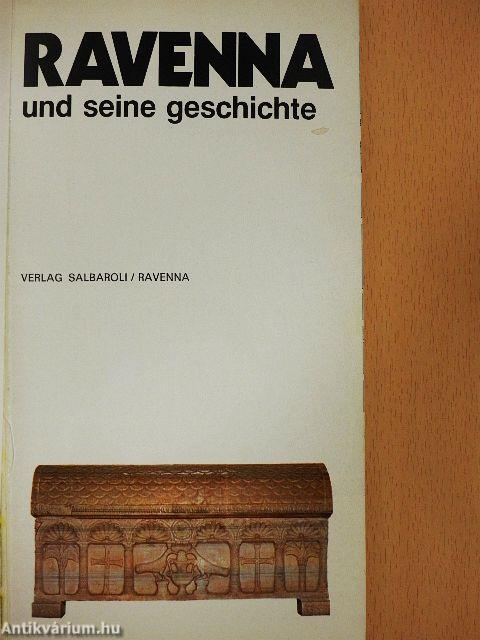 RAVENNA
und seine geschichte
VERLAG SALBAROLI / RAVENNA
Antikvárium.hu